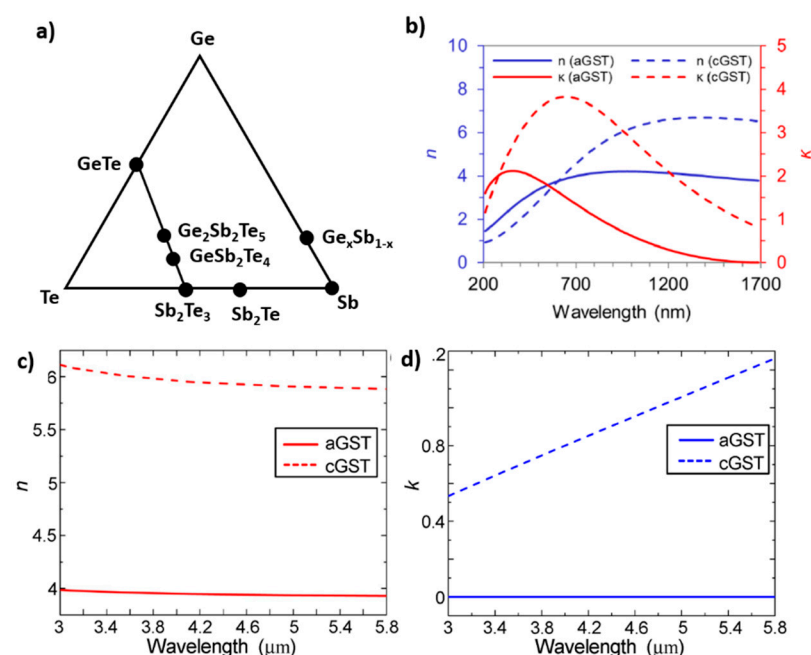 a)
Ge
GeTe
Ge2Sb2Te5
GeSb2Te4
GexSb1-x
Te
Sb2Te3
Sb2Te
Sb
b)
10
8
6
4
2
0
n
n (aGST)
n (cGST)
κ (aGST)
κ (cGST)
5
4
3
2
1
0
κ
200
700
1200
1700
Wavelength (nm)
c)
6
5.75
5
4.75
4.25
4
n
aGST
cGST
3
3.4
3.8
4.2
4.6
5
5.4
5.8
Wavelength (μm)
d)
.2
0.8
0.4
0
k
aGST
cGST
3
3.4
3.8
4.2
4.6
5
5.4
5.8
Wavelength (μm)